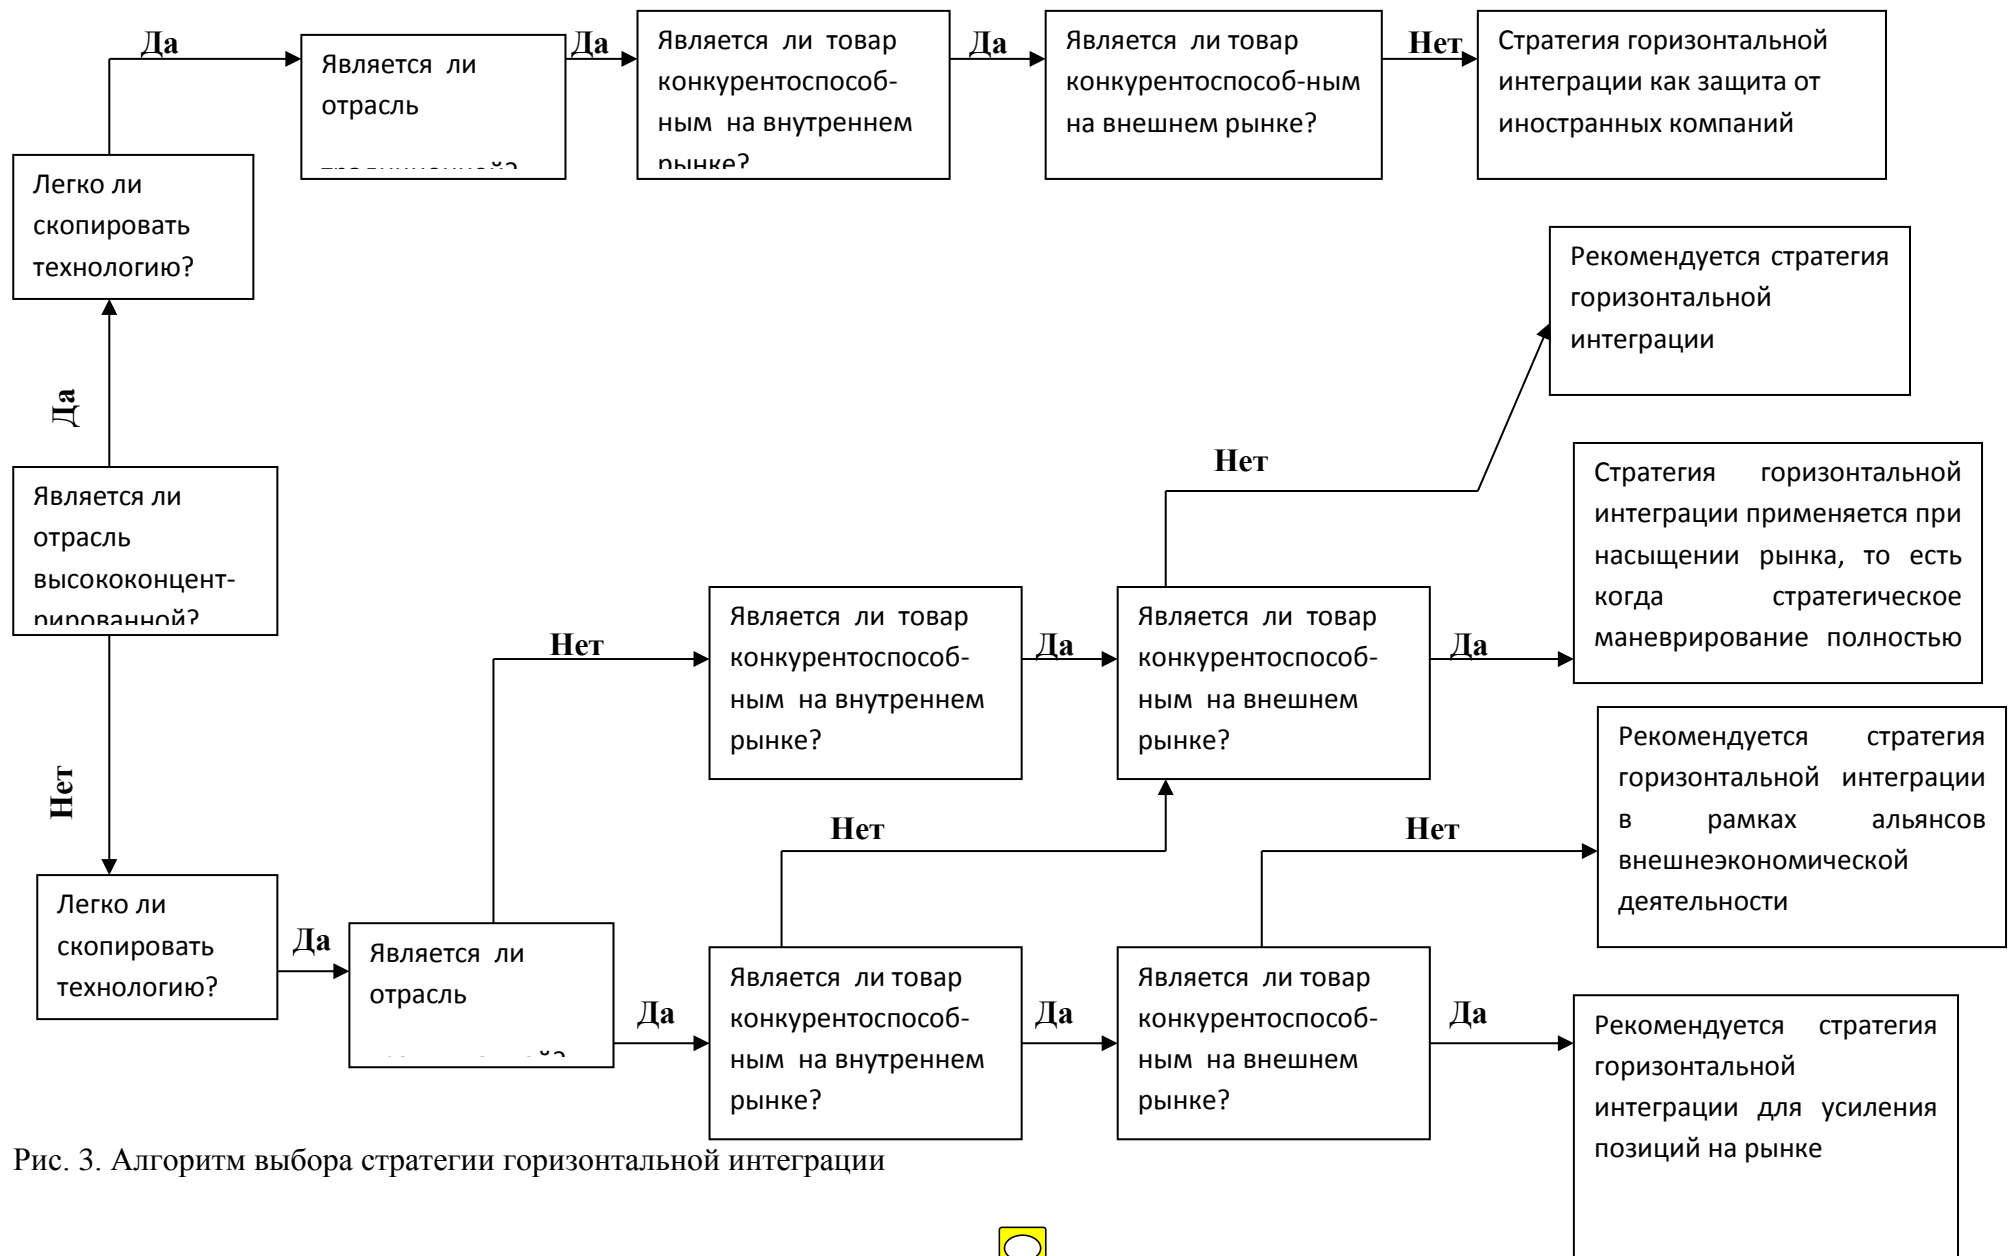 Да
Является ли
отрасль
традиционной?
Да
Является ли товар
конкурентоспособ-
ным на внутреннем
рынке?
Да
Является ли товар
конкурентоспособ-ным
на внешнем рынке?
Нет
Стратегия горизонтальной
интеграции как защита от
иностранных компаний
Легко ли
скопировать
технологию?
Да
Является ли
отрасль
высококонцент-
рированной?
Нет
Рекомендуется стратегия
горизонтальной
интеграции
Нет
Стратегия горизонтальной
интеграции применяется при
насыщении рынка, то есть
когда стратегическое
маневрирование полностью
Нет
Является ли товар
конкурентоспособ-
ным на внутреннем
рынке?
Да
Является ли товар
конкурентоспособ-
ным на внешнем
рынке?
Да
Рекомендуется стратегия
горизонтальной интеграции
в рамках альянсов
внешнеэкономической
деятельности
Нет
Нет
Легко ли
скопировать
технологию?
Да
Является ли
отрасль
Да
Является ли товар
конкурентоспособ-
ным на внутреннем
рынке?
Да
Является ли товар
конкурентоспособ-
ным на внешнем
рынке?
Да
Рекомендуется стратегия
горизонтальной
интеграции для усиления
позиций на рынке
Рис. 3. Алгоритм выбора стратегии горизонтальной интеграции